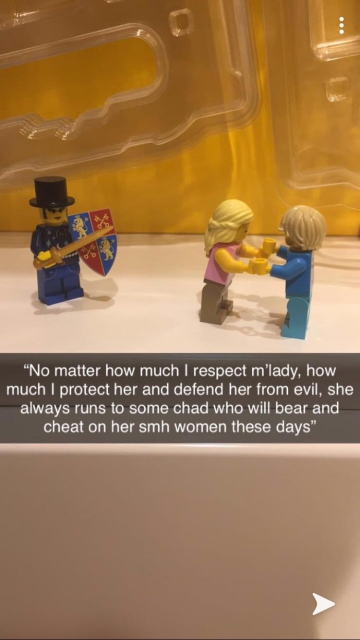 “No matter how much I respect m’lady, how
much I protect her and defend her from evil, she
always runs to some chad who will bear and
cheat on her smh women these days”